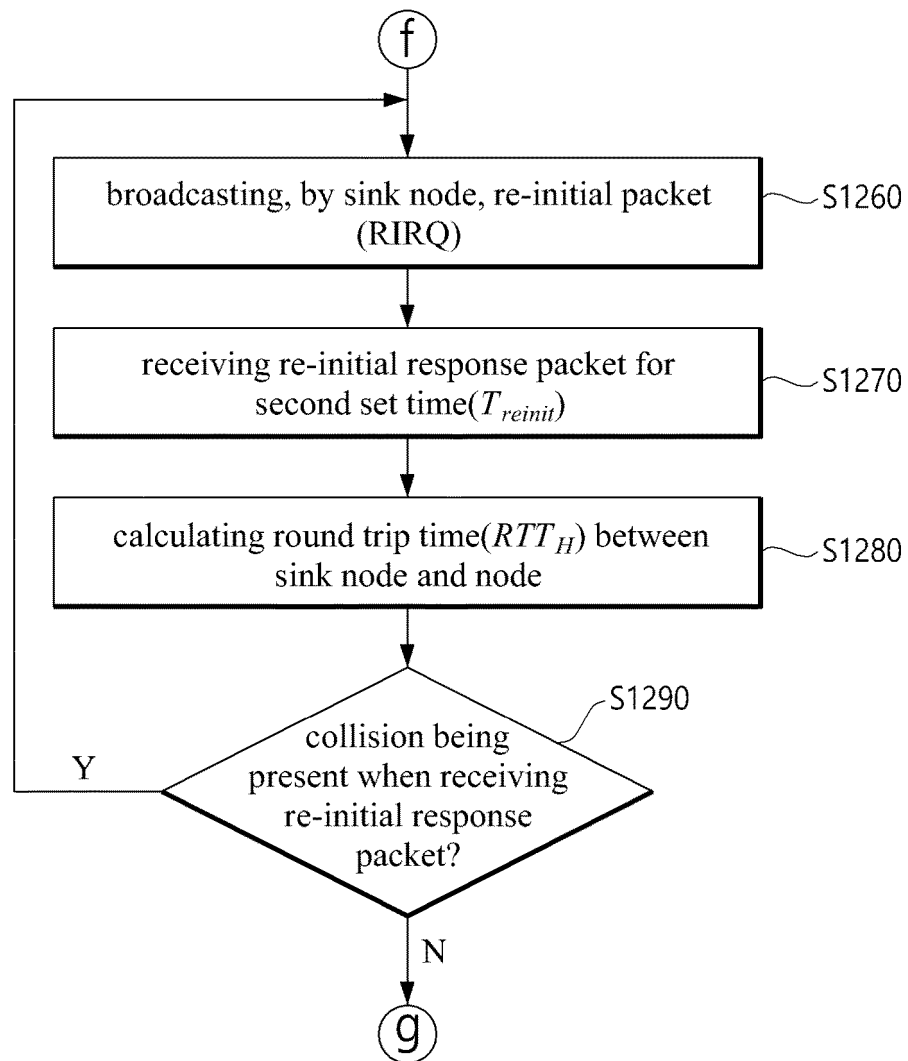 f
broadcasting, by sink node, re-initial packet
(RIRQ)
S1260
receiving re-initial response packet for
second set time(T_reinit)
S1270
calculating round trip time(RTT_H) between
sink node and node
S1280
S1290
collision being
present when receiving
re-initial response
packet?
Y
N
g